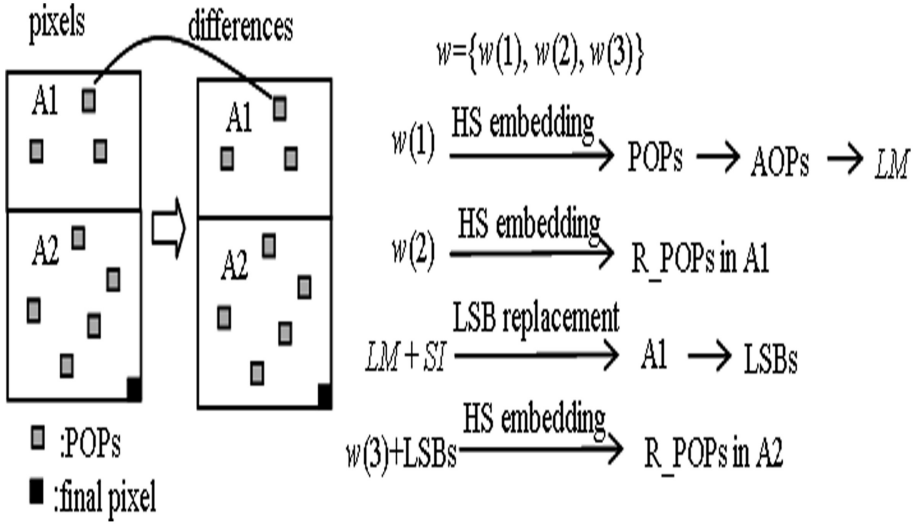 pixels
differences
A1
A2
A1
A2
:POPs
:final pixel
w={w(1), w(2), w(3)}
w(1) HS embedding POPs AOPs LM
w(2) HS embedding R_POPs in A1
LM+SI LSB replacement A1 LSBs
w(3)+LSBs HS embedding R_POPs in A2